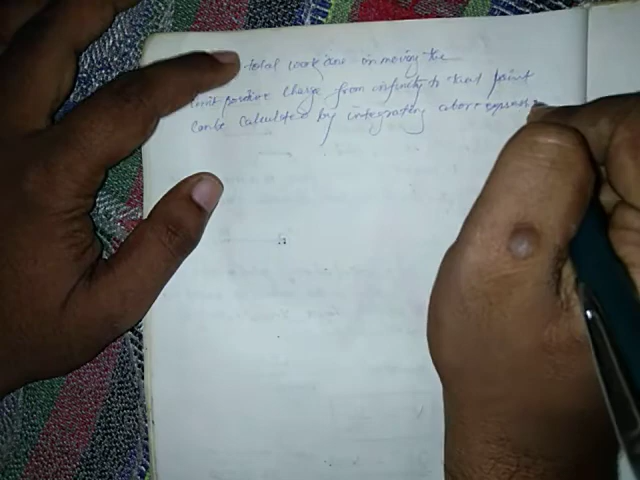 total work done in moving the
unit positive charge from infinity to that point
can be calculated by integrating above expression